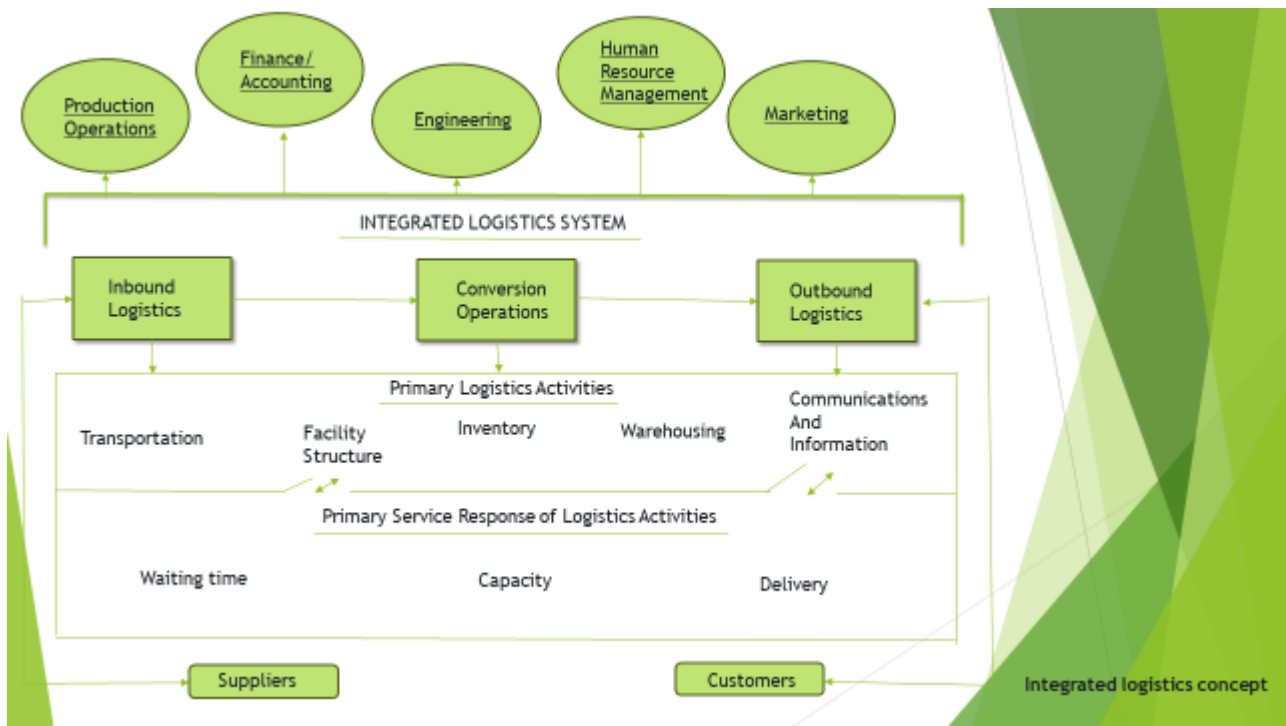 Production
Operations
Finance/
Accounting
Engineering
Human
Resource
Management
Marketing
INTEGRATED LOGISTICS SYSTEM
Inbound
Logistics
Conversion
Operations
Outbound
Logistics
Primary Logistics Activities
Transportation
Facility
Structure
Inventory
Warehousing
Communications
And
Information
Primary Service Response of Logistics Activities
Waiting time
Capacity
Delivery
Suppliers
Customers
Integrated logistics concept